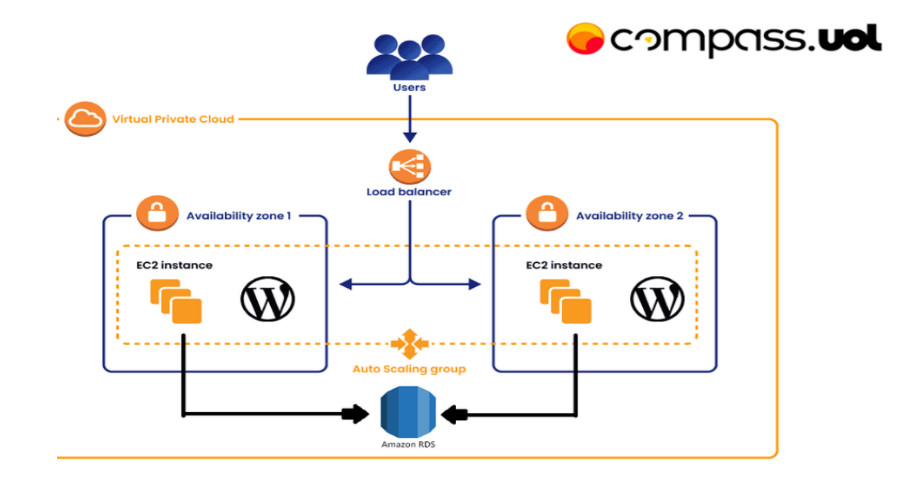 compass.uol
Users
Virtual Private Cloud
Load balancer
Availability zone 1
Availability zone 2
EC2 instance
EC2 instance
Auto Scaling group
Amazon RDS